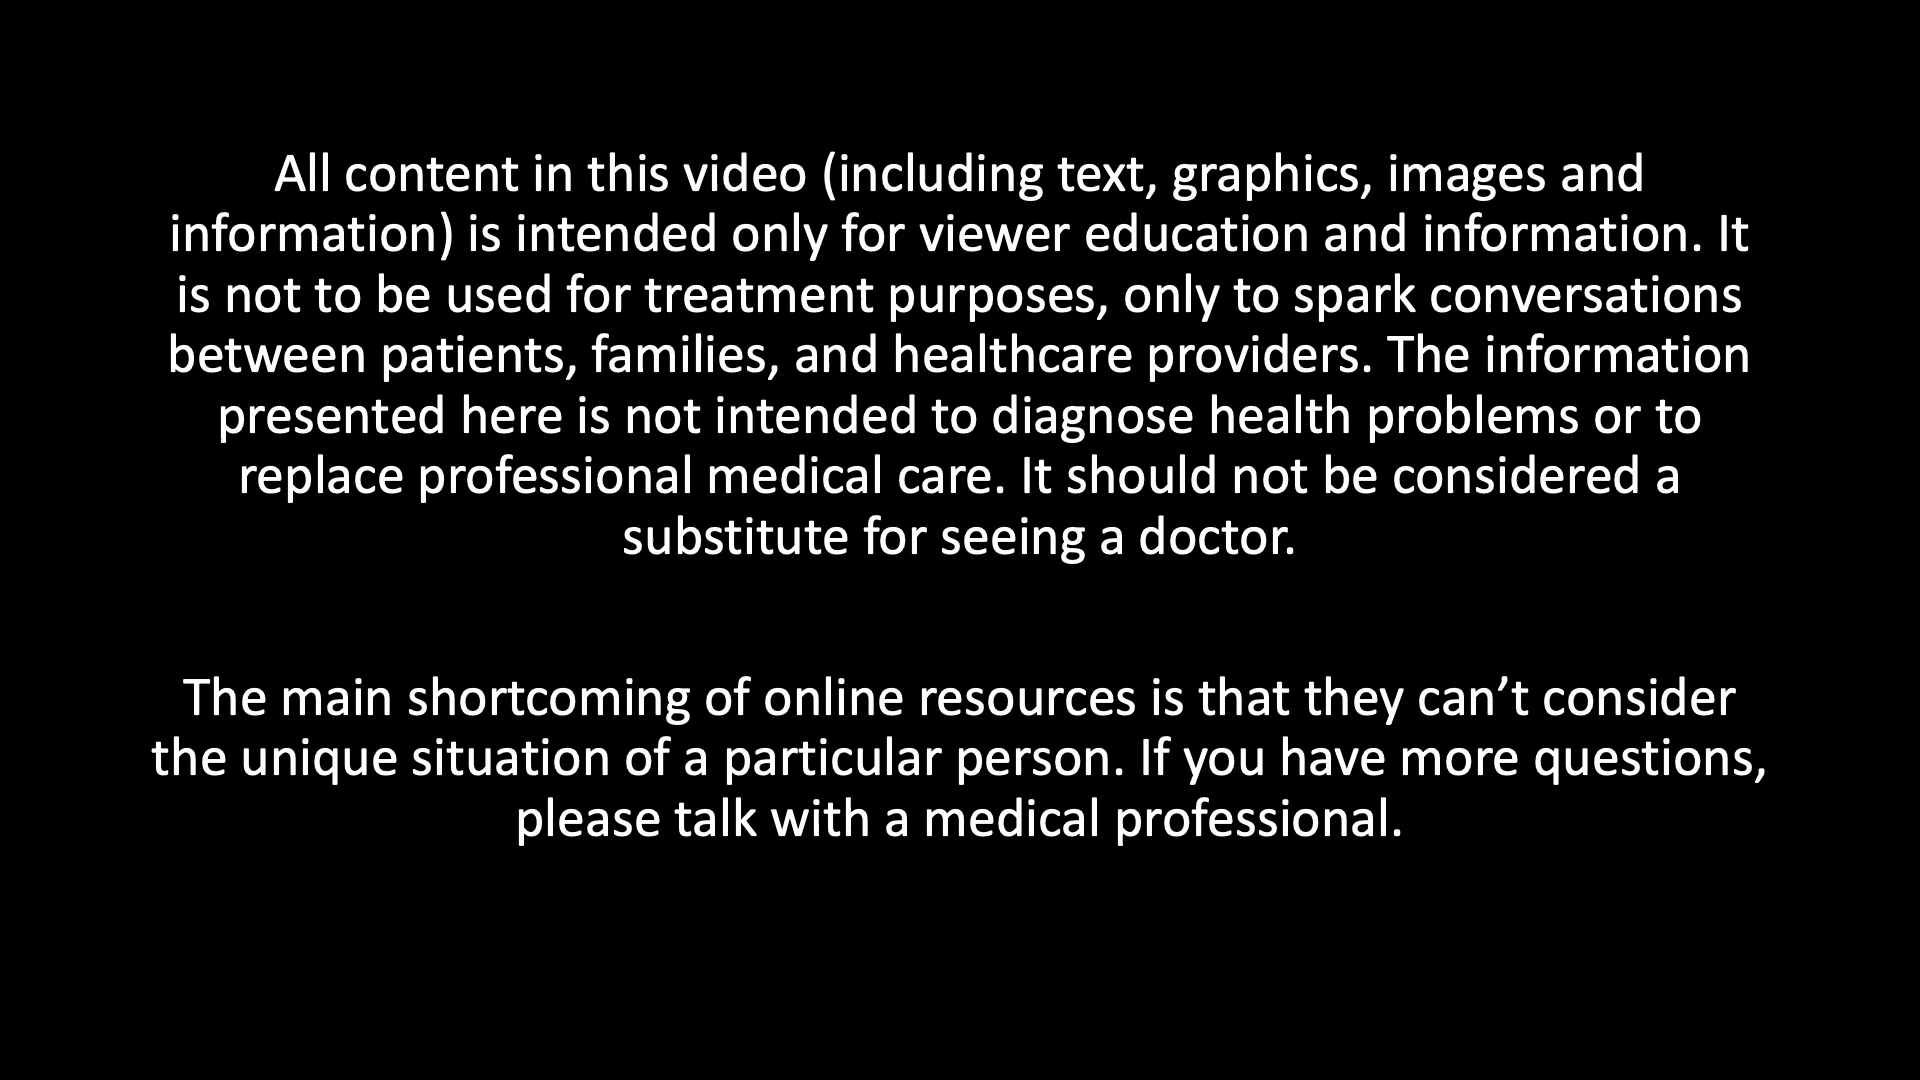 All content in this video (including text, graphics, images and
information) is intended only for viewer education and information. It
is not to be used for treatment purposes, only to spark conversations
between patients, families, and healthcare providers. The information
presented here is not intended to diagnose health problems or to
replace professional medical care. It should not be considered a
substitute for seeing a doctor.
The main shortcoming of online resources is that they can’t consider
the unique situation of a particular person. If you have more questions,
please talk with a medical professional.